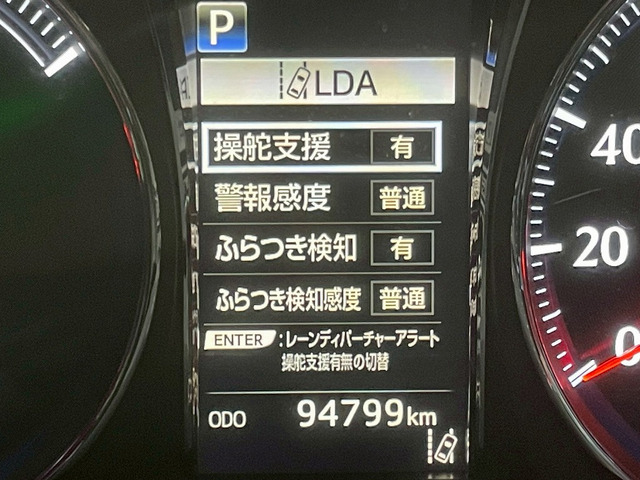 P
LDA
操舵支援 有
警報感度 普通
ふらつき検知 有
ふらつき検知感度 普通
ENTER :レーンディパーチャーアラート
操舵支援有無の切替
ODO 94799km
40
20
0